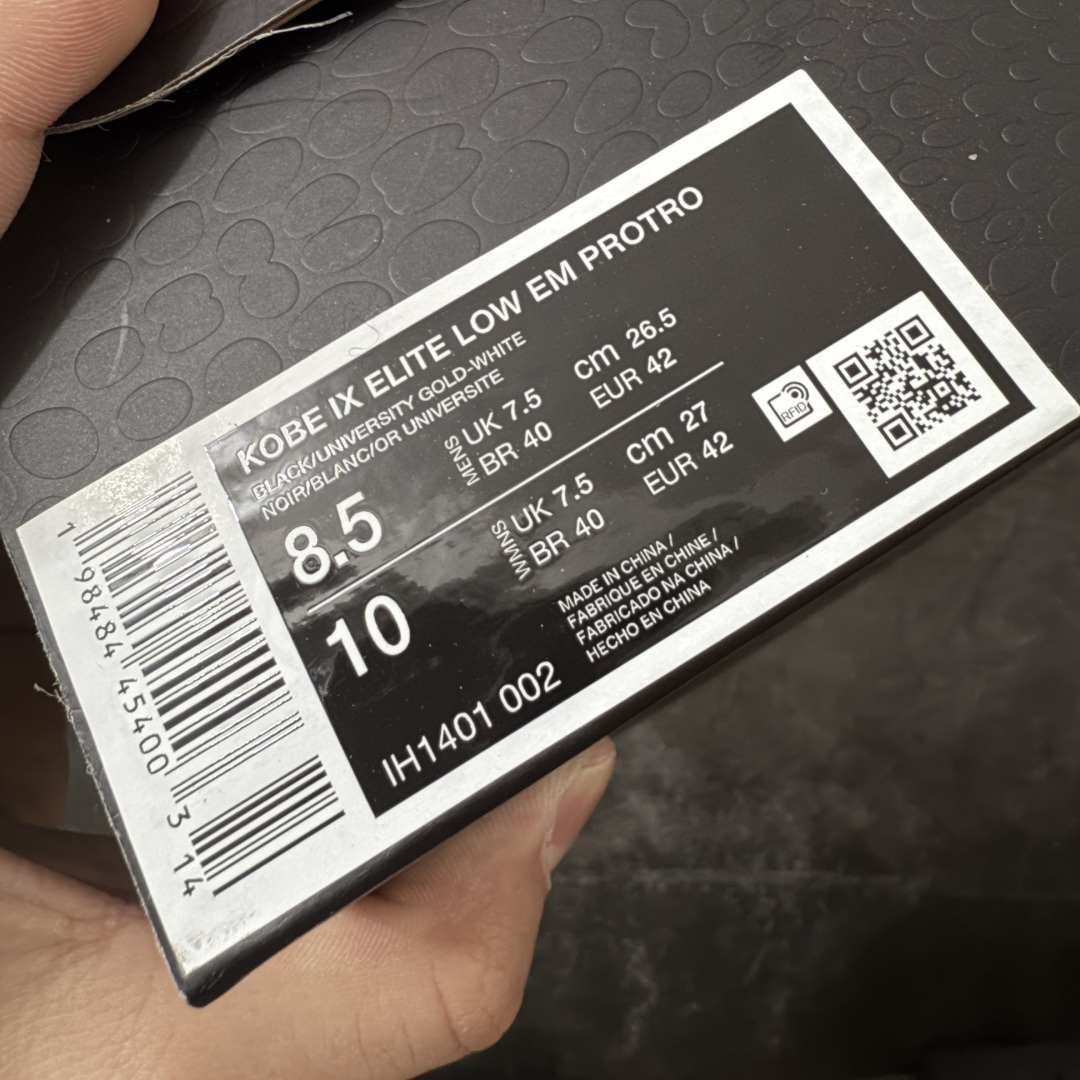 KOBE IX ELITE LOW EM PROTRO
BLACK/UNIVERSITY GOLD-WHITE
NOIR/BLANC/OR UNIVERSITE
8.5
MENS
UK 7.5
BR 40
cm 26.5
EUR 42
10
WMNS
UK 7.5
BR 40
cm 27
EUR 42
RFID
MADE IN CHINA /
FABRIQUE EN CHINE /
FABRICADO NA CHINA /
HECHO EN CHINA
IH1401 002
1 98484 45400 3 14